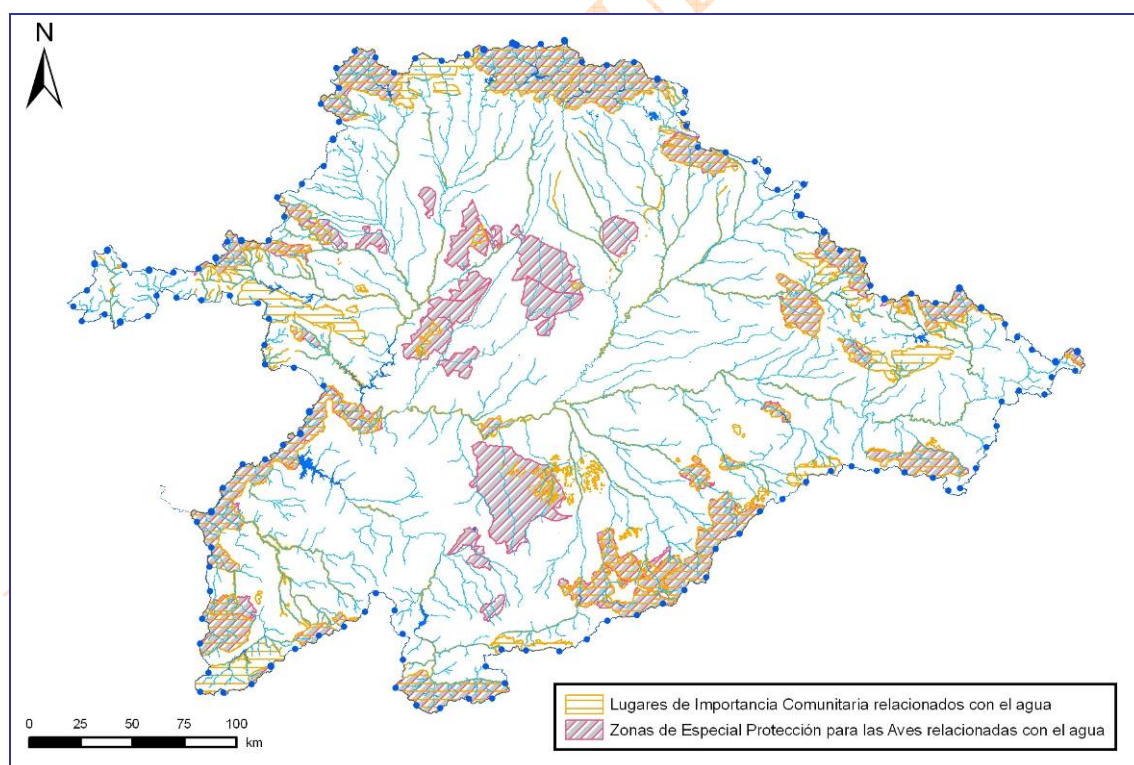 N
Lugares de Importancia Comunitaria relacionados con el agua
Zonas de Especial Protección para las Aves relacionadas con el agua
0 25 50 75 100
km